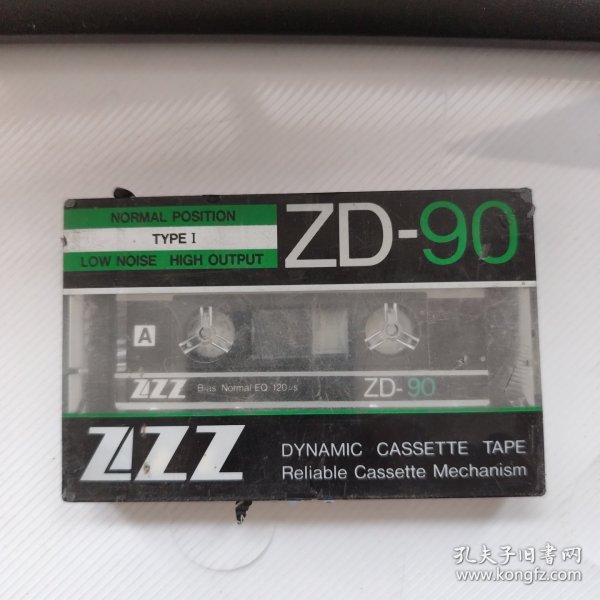 NORMAL POSITION
TYPE I
LOW NOISE HIGH OUTPUT
ZD-90
A
ZZZ
Bias Normal EQ 120μs
ZD-90
ZZZ
DYNAMIC CASSETTE TAPE
Reliable Cassette Mechanism
孔夫子旧书网
www.kongfz.com